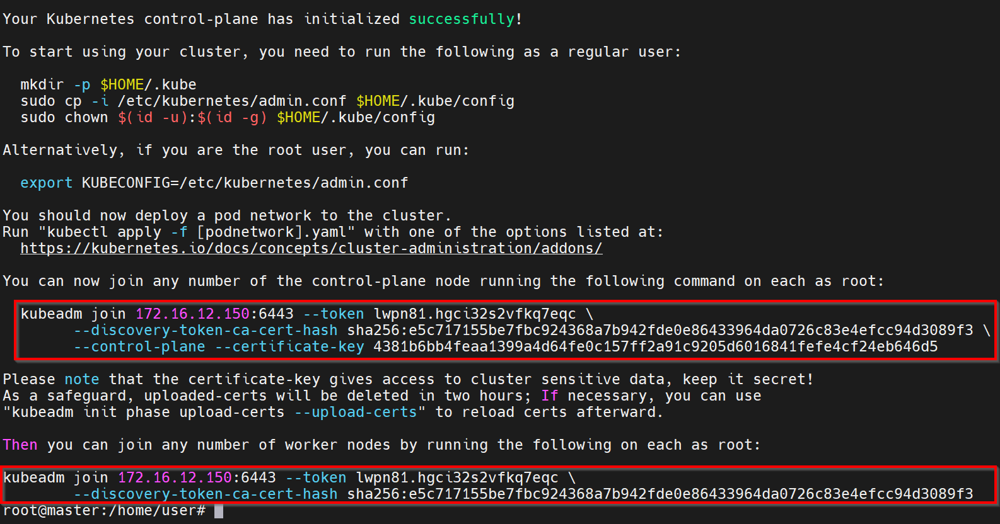 Your Kubernetes control-plane has initialized successfully!
To start using your cluster, you need to run the following as a regular user:
mkdir -p $HOME/.kube
sudo cp -i /etc/kubernetes/admin.conf $HOME/.kube/config
sudo chown $(id -u):$(id -g) $HOME/.kube/config
Alternatively, if you are the root user, you can run:
export KUBECONFIG=/etc/kubernetes/admin.conf
You should now deploy a pod network to the cluster.
Run "kubectl apply -f [podnetwork].yaml" with one of the options listed at:
https://kubernetes.io/docs/concepts/cluster-administration/addons/
You can now join any number of the control-plane node running the following command on each as root:
kubeadm join 172.16.12.150:6443 --token lwpn81.hgci32s2vfkq7eqc \
--discovery-token-ca-cert-hash sha256:e5c717155be7fbc924368a7b942fde0e86433964da0726c83e4efcc94d3089f3 \
--control-plane --certificate-key 4381b6bb4feaa1399a4d64fe0c157ff2a91c9205d6016841fefe4cf24eb646d5
Please note that the certificate-key gives access to cluster sensitive data, keep it secret!
As a safeguard, uploaded-certs will be deleted in two hours; If necessary, you can use
"kubeadm init phase upload-certs --upload-certs" to reload certs afterward.
Then you can join any number of worker nodes by running the following on each as root:
kubeadm join 172.16.12.150:6443 --token lwpn81.hgci32s2vfkq7eqc \
--discovery-token-ca-cert-hash sha256:e5c717155be7fbc924368a7b942fde0e86433964da0726c83e4efcc94d3089f3
root@master:/home/user#